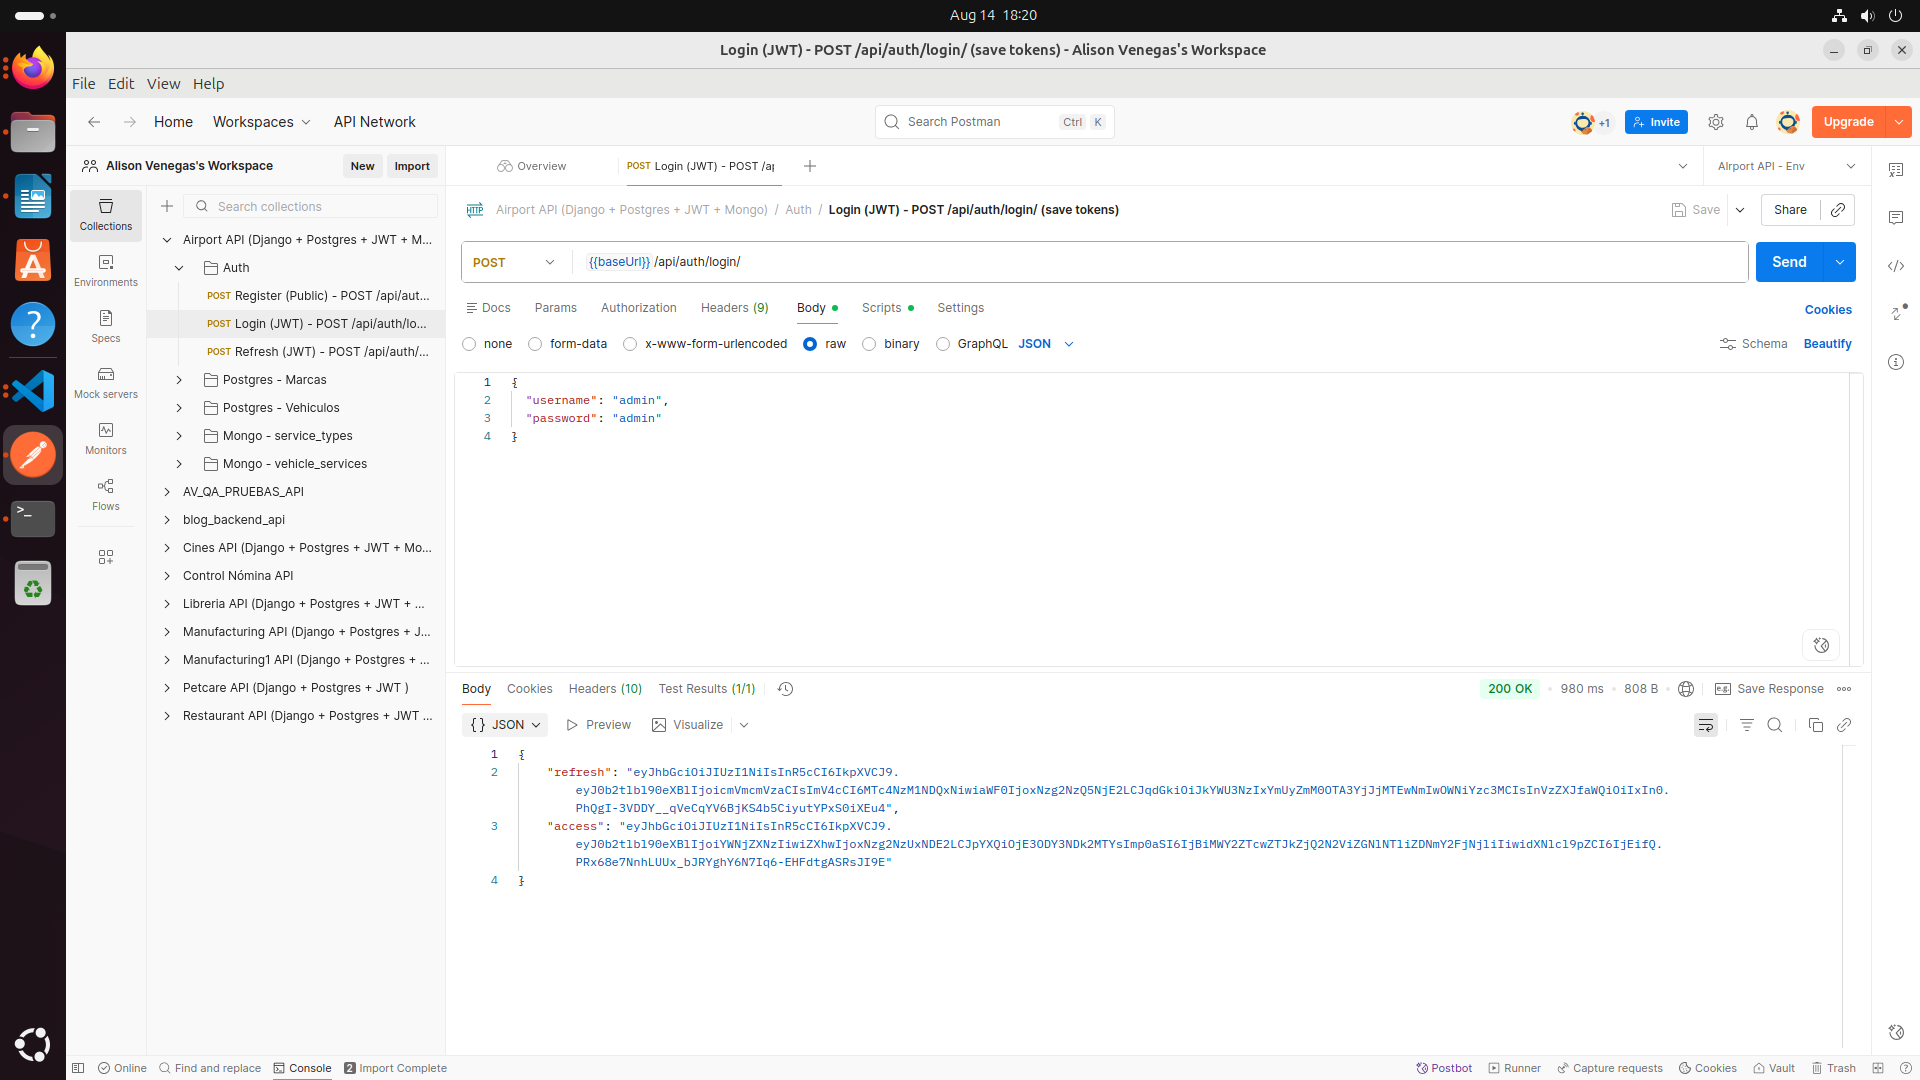 Aug 14 18:20
Login (JWT) - POST /api/auth/login/ (save tokens) - Alison Venegas's Workspace
File Edit View Help
Home Workspaces API Network
Search Postman Ctrl K
+1 Invite Upgrade
Alison Venegas's Workspace New Import
Overview
POST Login (JWT) - POST /ap
Airport API - Env
Collections
Environments
Specs
Mock servers
Monitors
Flows
Search collections
Airport API (Django + Postgres + JWT + M...
Auth
POST Register (Public) - POST /api/aut...
POST Login (JWT) - POST /api/auth/lo...
POST Refresh (JWT) - POST /api/auth/...
Postgres - Marcas
Postgres - Vehiculos
Mongo - service_types
Mongo - vehicle_services
AV_QA_PRUEBAS_API
blog_backend_api
Cines API (Django + Postgres + JWT + Mo...
Control Nómina API
Libreria API (Django + Postgres + JWT + ...
Manufacturing API (Django + Postgres + J...
Manufacturing1 API (Django + Postgres + ...
Petcare API (Django + Postgres + JWT )
Restaurant API (Django + Postgres + JWT ...
HTTP Airport API (Django + Postgres + JWT + Mongo) / Auth / Login (JWT) - POST /api/auth/login/ (save tokens)
Save Share
POST {{baseUrl}} /api/auth/login/ Send
Docs Params Authorization Headers (9) Body Scripts Settings Cookies
none form-data x-www-form-urlencoded raw binary GraphQL JSON Schema Beautify
1 {
2 "username": "admin",
3 "password": "admin"
4 }
Body Cookies Headers (10) Test Results (1/1) 200 OK 980 ms 808 B e.g. Save Response
{} JSON Preview Visualize
1 {
2 "refresh": "eyJhbGciOiJIUzI1NiIsInR5cCI6IkpXVCJ9.
eyJ0b2tlbl90eXBlIjoicmVmcmVzaCIsImV4cCI6MTc4NzM1NDQxNiwiaWF0IjoxNzg2NzQ5NjE2LCJqdGkiOiJkYWU3NzIxYmUyZmM0OTA3YjJjMTEwNmIwOWNiYzc3MCIsInVzZXJfaWQiOiIxIn0.
PhQgI-3VDDY__qVeCqYV6BjKS4b5CiyutYPxS0iXEu4",
3 "access": "eyJhbGciOiJIUzI1NiIsInR5cCI6IkpXVCJ9.
eyJ0b2tlbl90eXBlIjoiYWNjZXNzIiwiZXhwIjoxNzg2NzUxNDE2LCJpYXQiOjE3ODY3NDk2MTYsImp0aSI6IjBiMWY2ZTcwZTJkZjQ2N2ViZGNlNTliZDNmY2FjNjliIiwidXNlcl9pZCI6IjEifQ.
PRx68e7NnhLUUx_bJRYghY6N7Iq6-EHFdtgASRsJI9E"
4 }
Online Find and replace Console 2 Import Complete
Postbot Runner Capture requests Cookies Vault Trash